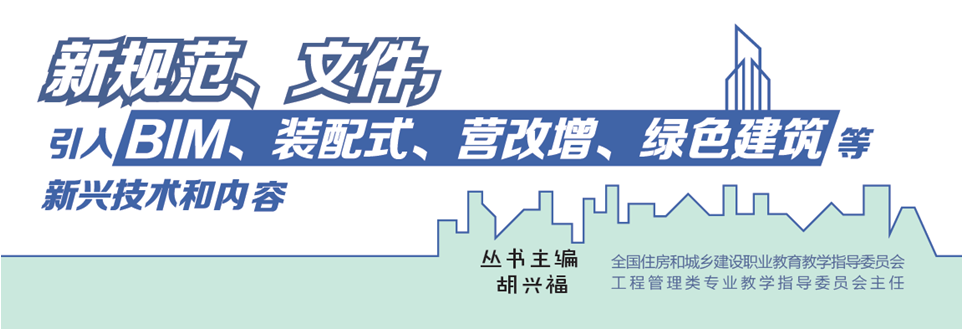 新规范、文件,
引入BIM、装配式、营改增、绿色建筑等
新兴技术和内容
丛书主编
胡兴福
全国住房和城乡建设职业教育教学指导委员会
工程管理类专业教学指导委员会主任